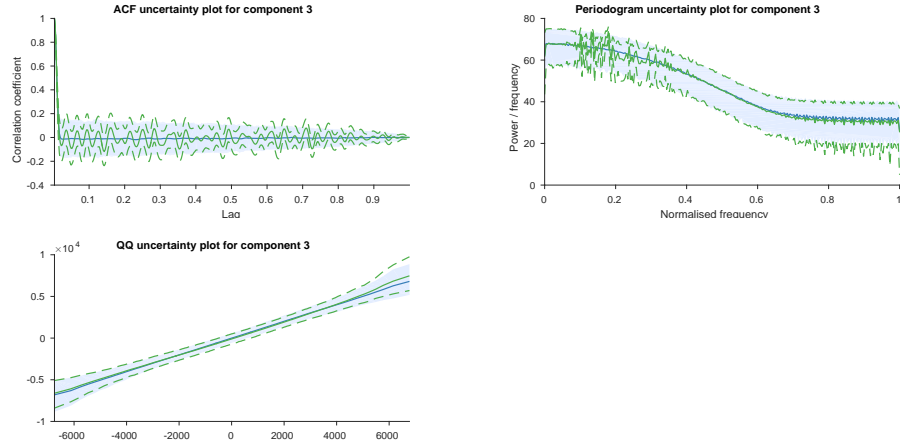 ACF uncertainty plot for component 3
1
0.8
0.6
0.4
0.2
0
-0.2
-0.4
Correlation coefficient
0.1 0.2 0.3 0.4 0.5 0.6 0.7 0.8 0.9
Lag
Periodogram uncertainty plot for component 3
80
60
40
20
0
Power / frequency
0 0.2 0.4 0.6 0.8 1
Normalised frequency
QQ uncertainty plot for component 3
×10^4
1
0.5
0
-0.5
-1
-6000 -4000 -2000 0 2000 4000 6000